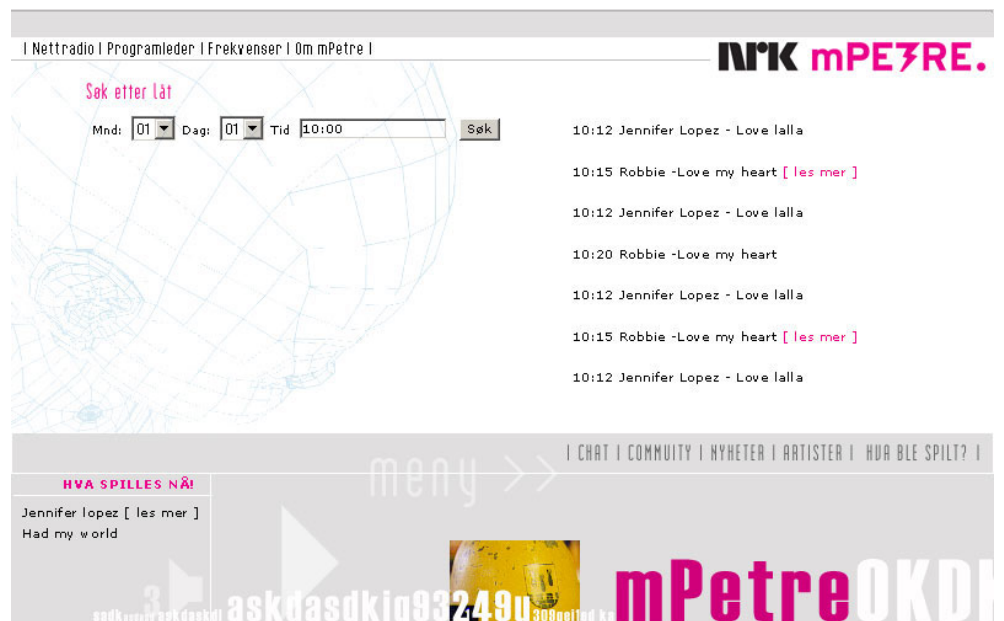 | Nettradio | Programleder | Frekvenser | Om mPetre |
NRK mPE3RE.
Søk etter låt
Mnd: 01 Dag: 01 Tid 10:00 Søk
10:12 Jennifer Lopez - Love lalla
10:15 Robbie -Love my heart [ les mer ]
10:12 Jennifer Lopez - Love lalla
10:20 Robbie -Love my heart
10:12 Jennifer Lopez - Love lalla
10:15 Robbie -Love my heart [ les mer ]
10:12 Jennifer Lopez - Love lalla
| CHAT | COMMUITY | NYHETER | ARTISTER | HVA BLE SPILT? |
meny >>
HVA SPILLES NÅ!
Jennifer lopez [ les mer ]
Had my world
3
askdasdkjg93249u
mPetreOKD